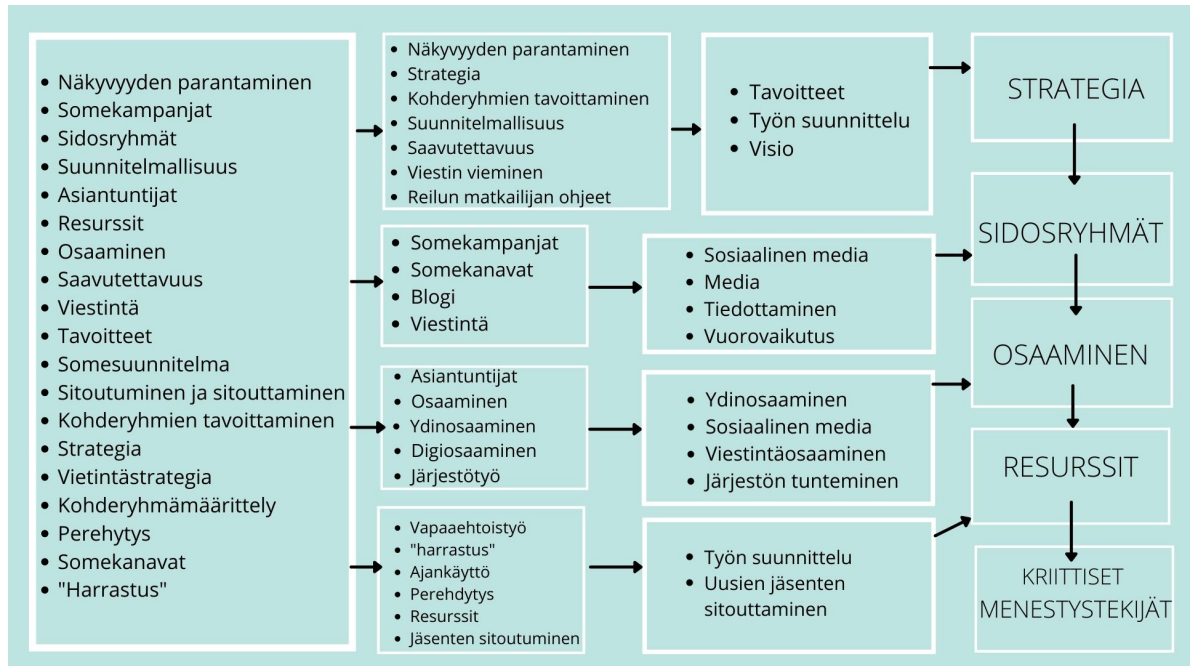 • Näkyvyyden parantaminen
• Somekampanjat
• Sidosryhmät
• Suunnitelmallisuus
• Asiantuntijat
• Resurssit
• Osaaminen
• Saavutettavuus
• Viestintä
• Tavoitteet
• Somesuunnitelma
• Sitoutuminen ja sitouttaminen
• Kohderyhmien tavoittaminen
• Strategia
• Vietintästrategia
• Kohderyhmämäärittely
• Perehytys
• Somekanavat
• "Harrastus"
• Näkyvyyden parantaminen
• Strategia
• Kohderyhmien tavoittaminen
• Suunnitelmallisuus
• Saavutettavuus
• Viestin vieminen
• Reilun matkailijan ohjeet
• Tavoitteet
• Työn suunnittelu
• Visio
STRATEGIA
• Somekampanjat
• Somekanavat
• Blogi
• Viestintä
• Sosiaalinen media
• Media
• Tiedottaminen
• Vuorovaikutus
SIDOSRYHMÄT
• Asiantuntijat
• Osaaminen
• Ydinosaaminen
• Digiosaaminen
• Järjestötyö
• Ydinosaaminen
• Sosiaalinen media
• Viestintäosaaminen
• Järjestön tunteminen
OSAAMINEN
• Vapaaehtoistyö
• "harrastus"
• Ajankäyttö
• Perehdytys
• Resurssit
• Jäsenten sitoutuminen
• Työn suunnittelu
• Uusien jäsenten
sitouttaminen
RESURSSIT
KRIITTISET
MENESTYSTEKIJÄT